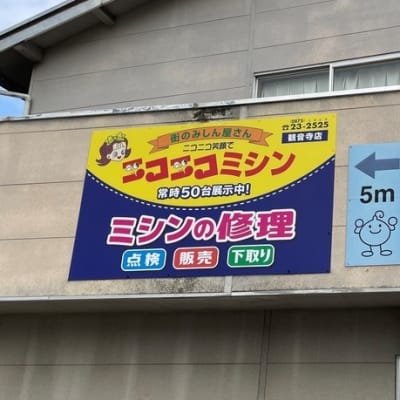 街のみしん屋さん
ニコニコ笑顔で
ニコニコミシン
(0875)
☎23-2525
観音寺店
常時50台展示中!
ミシンの修理
点検 販売 下取り
5m